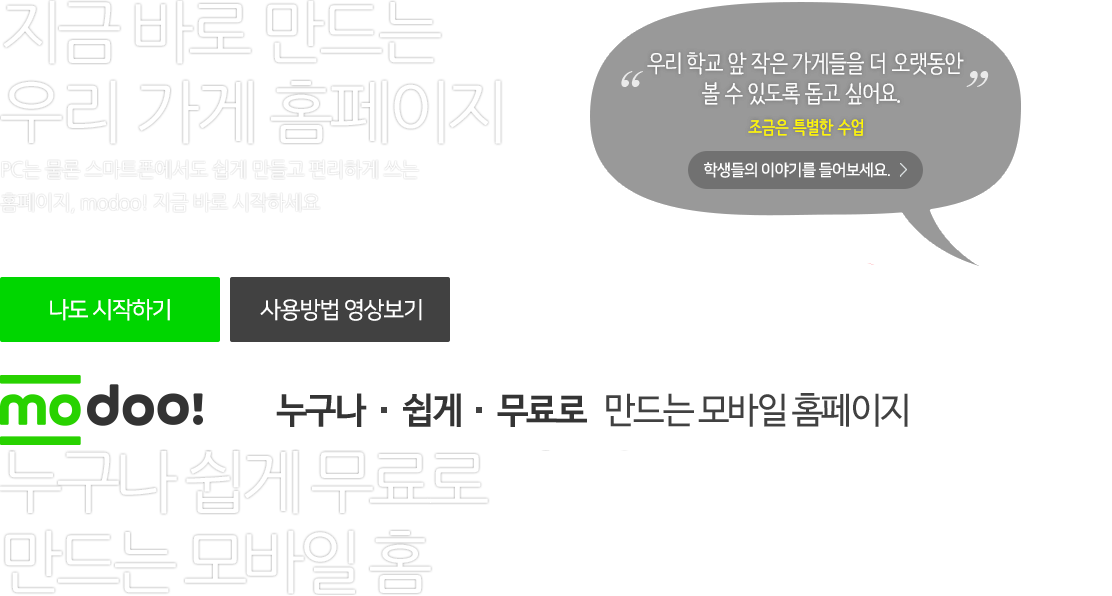 지금 바로 만드는
우리 가게 홈페이지
PC는 물론 스마트폰에서도 쉽게 만들고 편리하게 쓰는
홈페이지, modoo! 지금 바로 시작하세요
“ 우리 학교 앞 작은 가게들을 더 오랫동안
볼 수 있도록 돕고 싶어요. ”
조금은 특별한 수업
학생들의 이야기를 들어보세요. >
나도 시작하기
사용방법 영상보기
modoo!
누구나 · 쉽게 · 무료로 만드는 모바일 홈페이지
누구나 쉽게 무료로
만드는 모바일 홈